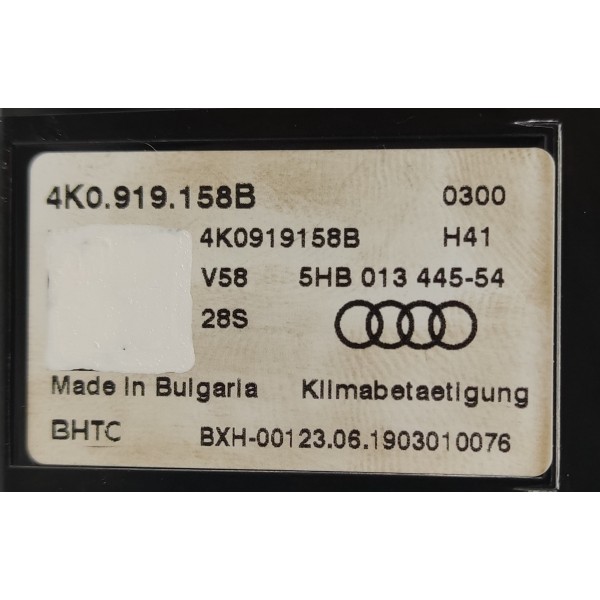 4K0.919.158B 0300
4K0919158B H41
V58 5HB 013 445-54
28S
Made in Bulgaria Klimabetaetigung
BHTC BXH-00123.06.1903010076